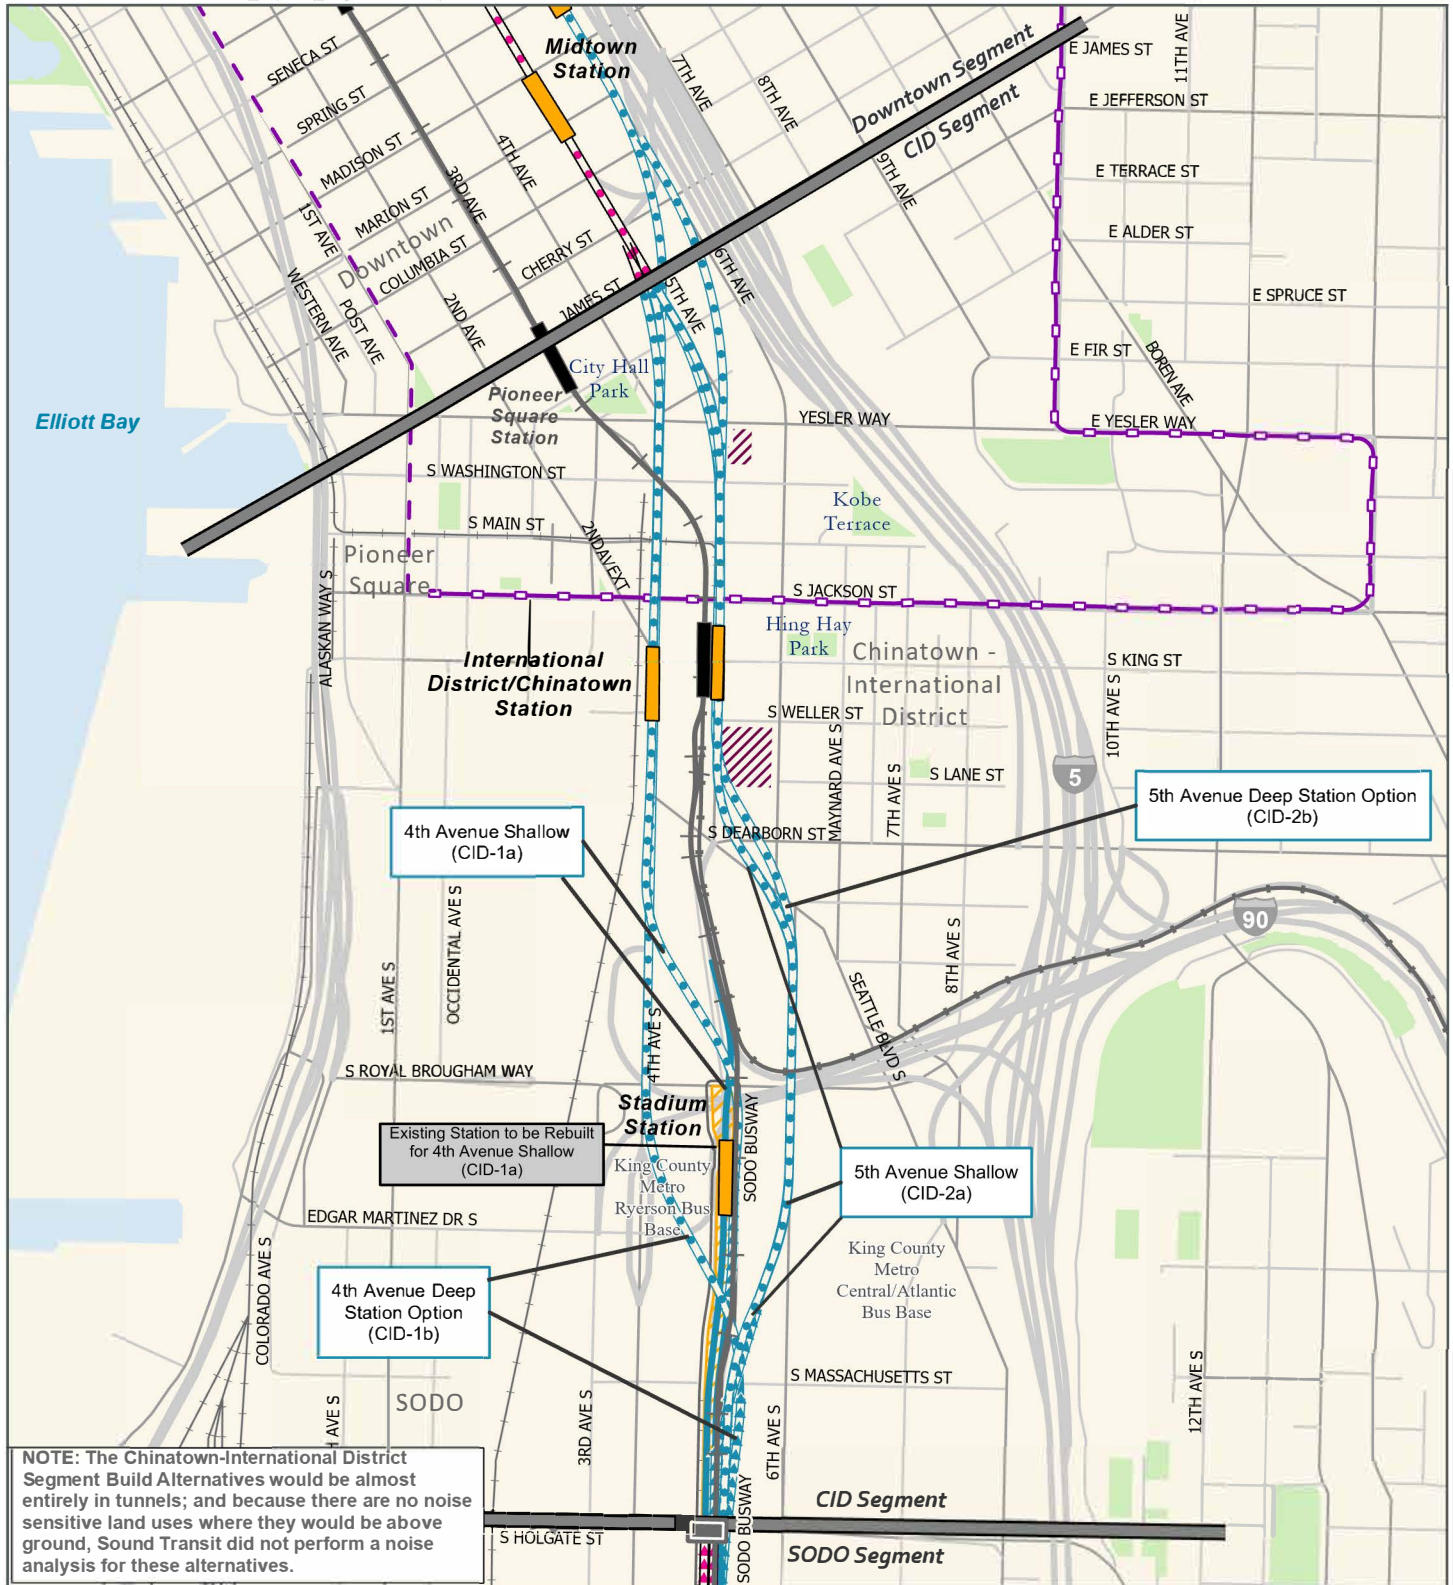 Midtown
Station
SENECA ST
SPRING ST
MADISON ST
MARION ST
COLUMBIA ST
CHERRY ST
JAMES ST
1ST AVE
WESTERN AVE
POST AVE
2ND AVE
3RD AVE
4TH AVE
5TH AVE
6TH AVE
7TH AVE
8TH AVE
9TH AVE
11TH AVE
Downtown
Downtown Segment
CID Segment
E JAMES ST
E JEFFERSON ST
E TERRACE ST
E ALDER ST
E SPRUCE ST
E FIR ST
BOREN AVE
E YESLER WAY
YESLER WAY
City Hall
Park
Pioneer
Square
Station
Elliott Bay
S WASHINGTON ST
S MAIN ST
2ND AV EXT
Kobe
Terrace
Pioneer
Square
S JACKSON ST
ALASKAN WAY S
Hing Hay
Park
Chinatown -
International
District
International
District/Chinatown
Station
S KING ST
S WELLER ST
10TH AVE S
MAYNARD AVE S
7TH AVE S
S LANE ST
5
S DEARBORN ST
5th Avenue Deep Station Option
(CID-2b)
4th Avenue Shallow
(CID-1a)
90
1ST AVE S
OCCIDENTAL AVE S
4TH AVE S
8TH AVE S
SEATTLE BLVD S
S ROYAL BROUGHAM WAY
Stadium
Station
SODO BUSWAY
Existing Station to be Rebuilt
for 4th Avenue Shallow
(CID-1a)
King County
Metro
Ryerson Bus
Base
5th Avenue Shallow
(CID-2a)
EDGAR MARTINEZ DR S
King County
Metro
Central/Atlantic
Bus Base
COLORADO AVE S
4th Avenue Deep
Station Option
(CID-1b)
S MASSACHUSETTS ST
SODO
H AVE S
3RD AVE S
6TH AVE S
12TH AVE S
SODO BUSWAY
CID Segment
SODO Segment
S HOLGATE ST
NOTE: The Chinatown-International District
Segment Build Alternatives would be almost
entirely in tunnels; and because there are no noise
sensitive land uses where they would be above
ground, Sound Transit did not perform a noise
analysis for these alternatives.